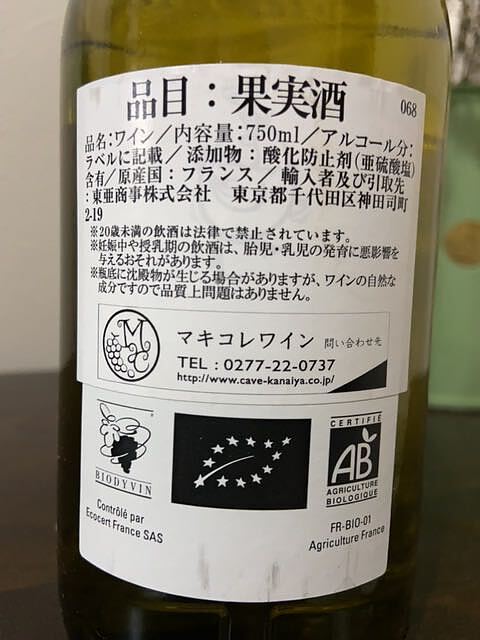 品目：果実酒
068
品名：ワイン／内容量：750ml／アルコール分：
ラベルに記載／添加物：酸化防止剤(亜硫酸塩)
含有／原産国：フランス／輸入者及び引取先
：東亜商事株式会社　東京都千代田区神田司町
2-19
※20歳未満の飲酒は法律で禁止されています。
※妊娠中や授乳期の飲酒は、胎児・乳児の発育に悪影響を
与えるおそれがあります。
※瓶底に沈殿物が生じる場合がありますが、ワインの自然な
成分ですので品質上問題はありません。
MC
マキコレワイン 問い合わせ先
TEL：0277-22-0737
http://www.cave-kanaiya.co.jp/
BIODYVIN
Contrôlé par
Ecocert France SAS
CERTIFIÉ
AB
AGRICULTURE
BIOLOGIQUE
FR-BIO-01
Agriculture France